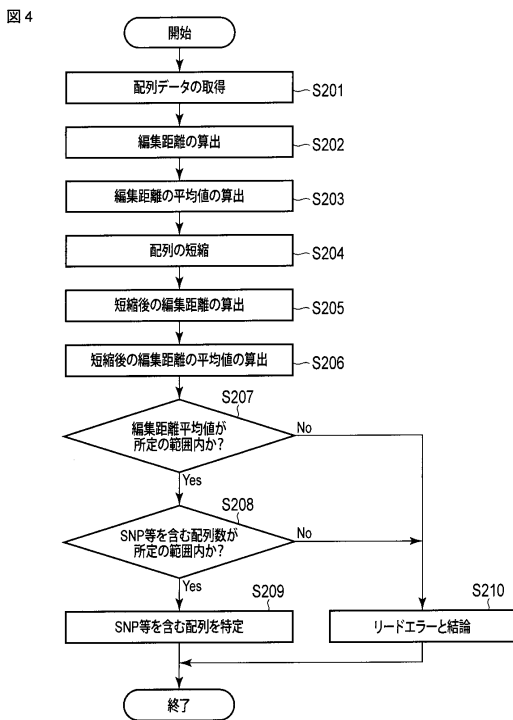 図4
開始
配列データの取得
S201
編集距離の算出
S202
編集距離の平均値の算出
S203
配列の短縮
S204
短縮後の編集距離の算出
S205
短縮後の編集距離の平均値の算出
S206
S207
編集距離平均値が
所定の範囲内か?
No
Yes
S208
SNP等を含む配列数が
所定の範囲内か?
No
Yes
S209
SNP等を含む配列を特定
S210
リードエラーと結論
終了